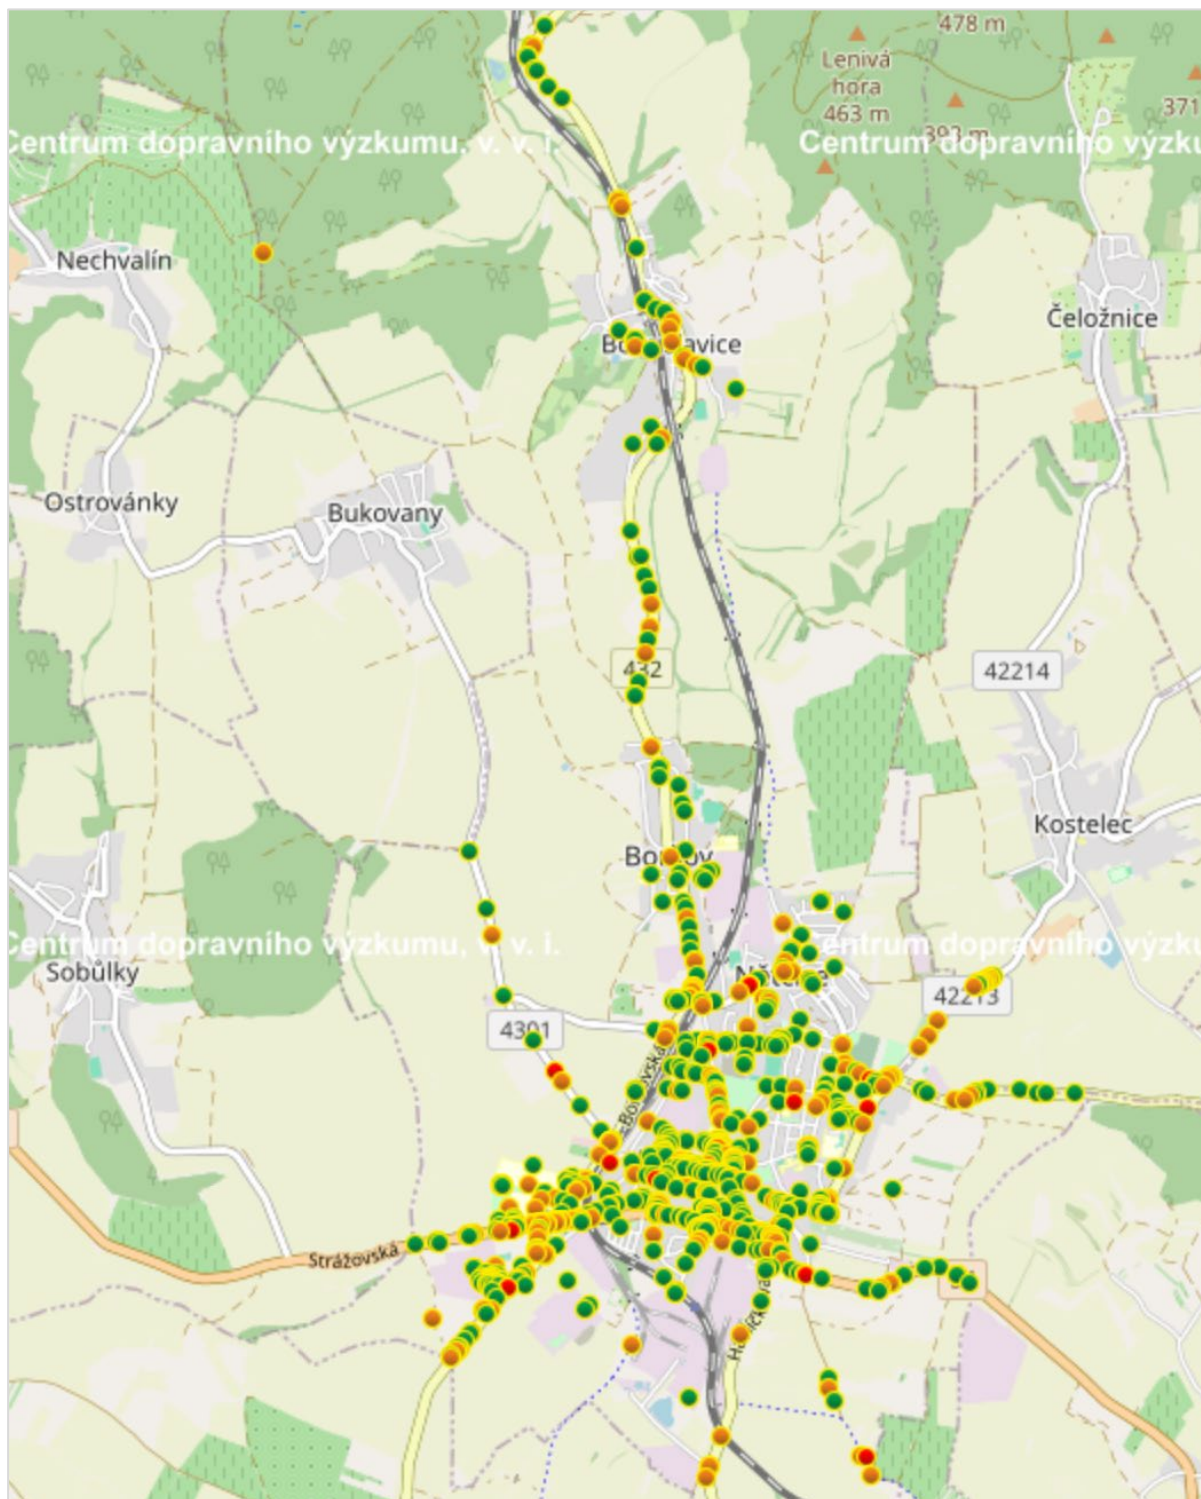 478 m
Lenivá
hora
463 m
371
393 m
Centrum dopravního výzkumu, v. v. i.
Centrum dopravního výzku
Nechvalín
Čeložnice
Ostrovánky
Bukovany
432
42214
Kostelec
Centrum dopravního výzkumu, v. v. i.
entrum dopravního výzku
Sobůlky
42213
4301
Strážovská